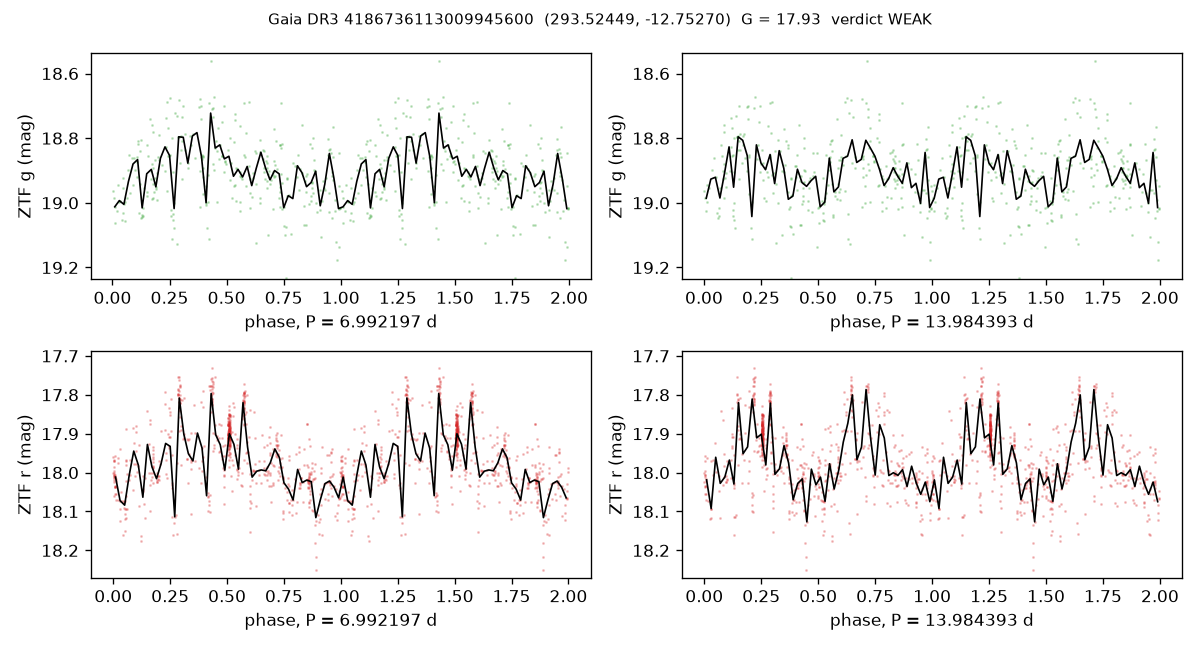 Gaia DR3 4186736113009945600  (293.52449, -12.75270)  G = 17.93  verdict WEAK
ZTF g (mag)
18.6
18.8
19.0
19.2
0.00 0.25 0.50 0.75 1.00 1.25 1.50 1.75 2.00
phase, P = 6.992197 d
ZTF g (mag)
18.6
18.8
19.0
19.2
0.00 0.25 0.50 0.75 1.00 1.25 1.50 1.75 2.00
phase, P = 13.984393 d
ZTF r (mag)
17.7
17.8
17.9
18.0
18.1
18.2
0.00 0.25 0.50 0.75 1.00 1.25 1.50 1.75 2.00
phase, P = 6.992197 d
ZTF r (mag)
17.7
17.8
17.9
18.0
18.1
18.2
0.00 0.25 0.50 0.75 1.00 1.25 1.50 1.75 2.00
phase, P = 13.984393 d